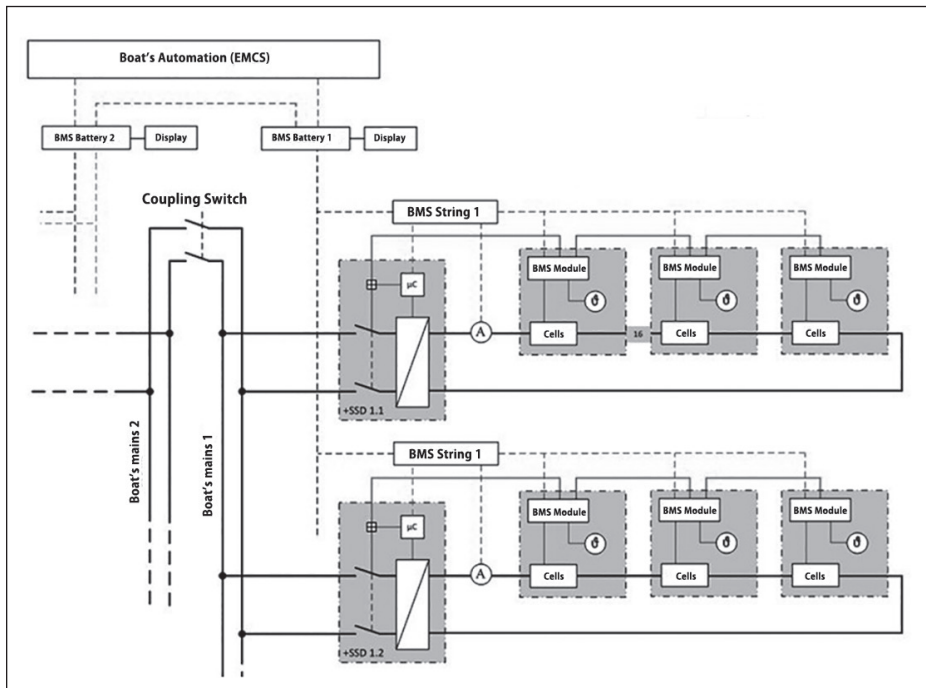 Boat's Automation (EMCS)
BMS Battery 2
Display
BMS Battery 1
Display
Coupling Switch
BMS String 1
BMS Module
BMS Module
BMS Module
μC
ϑ
ϑ
ϑ
A
Cells
16
Cells
Cells
+SSD 1.1
Boat's mains 2
Boat's mains 1
BMS String 1
BMS Module
BMS Module
BMS Module
μC
ϑ
ϑ
ϑ
A
Cells
Cells
Cells
+SSD 1.2